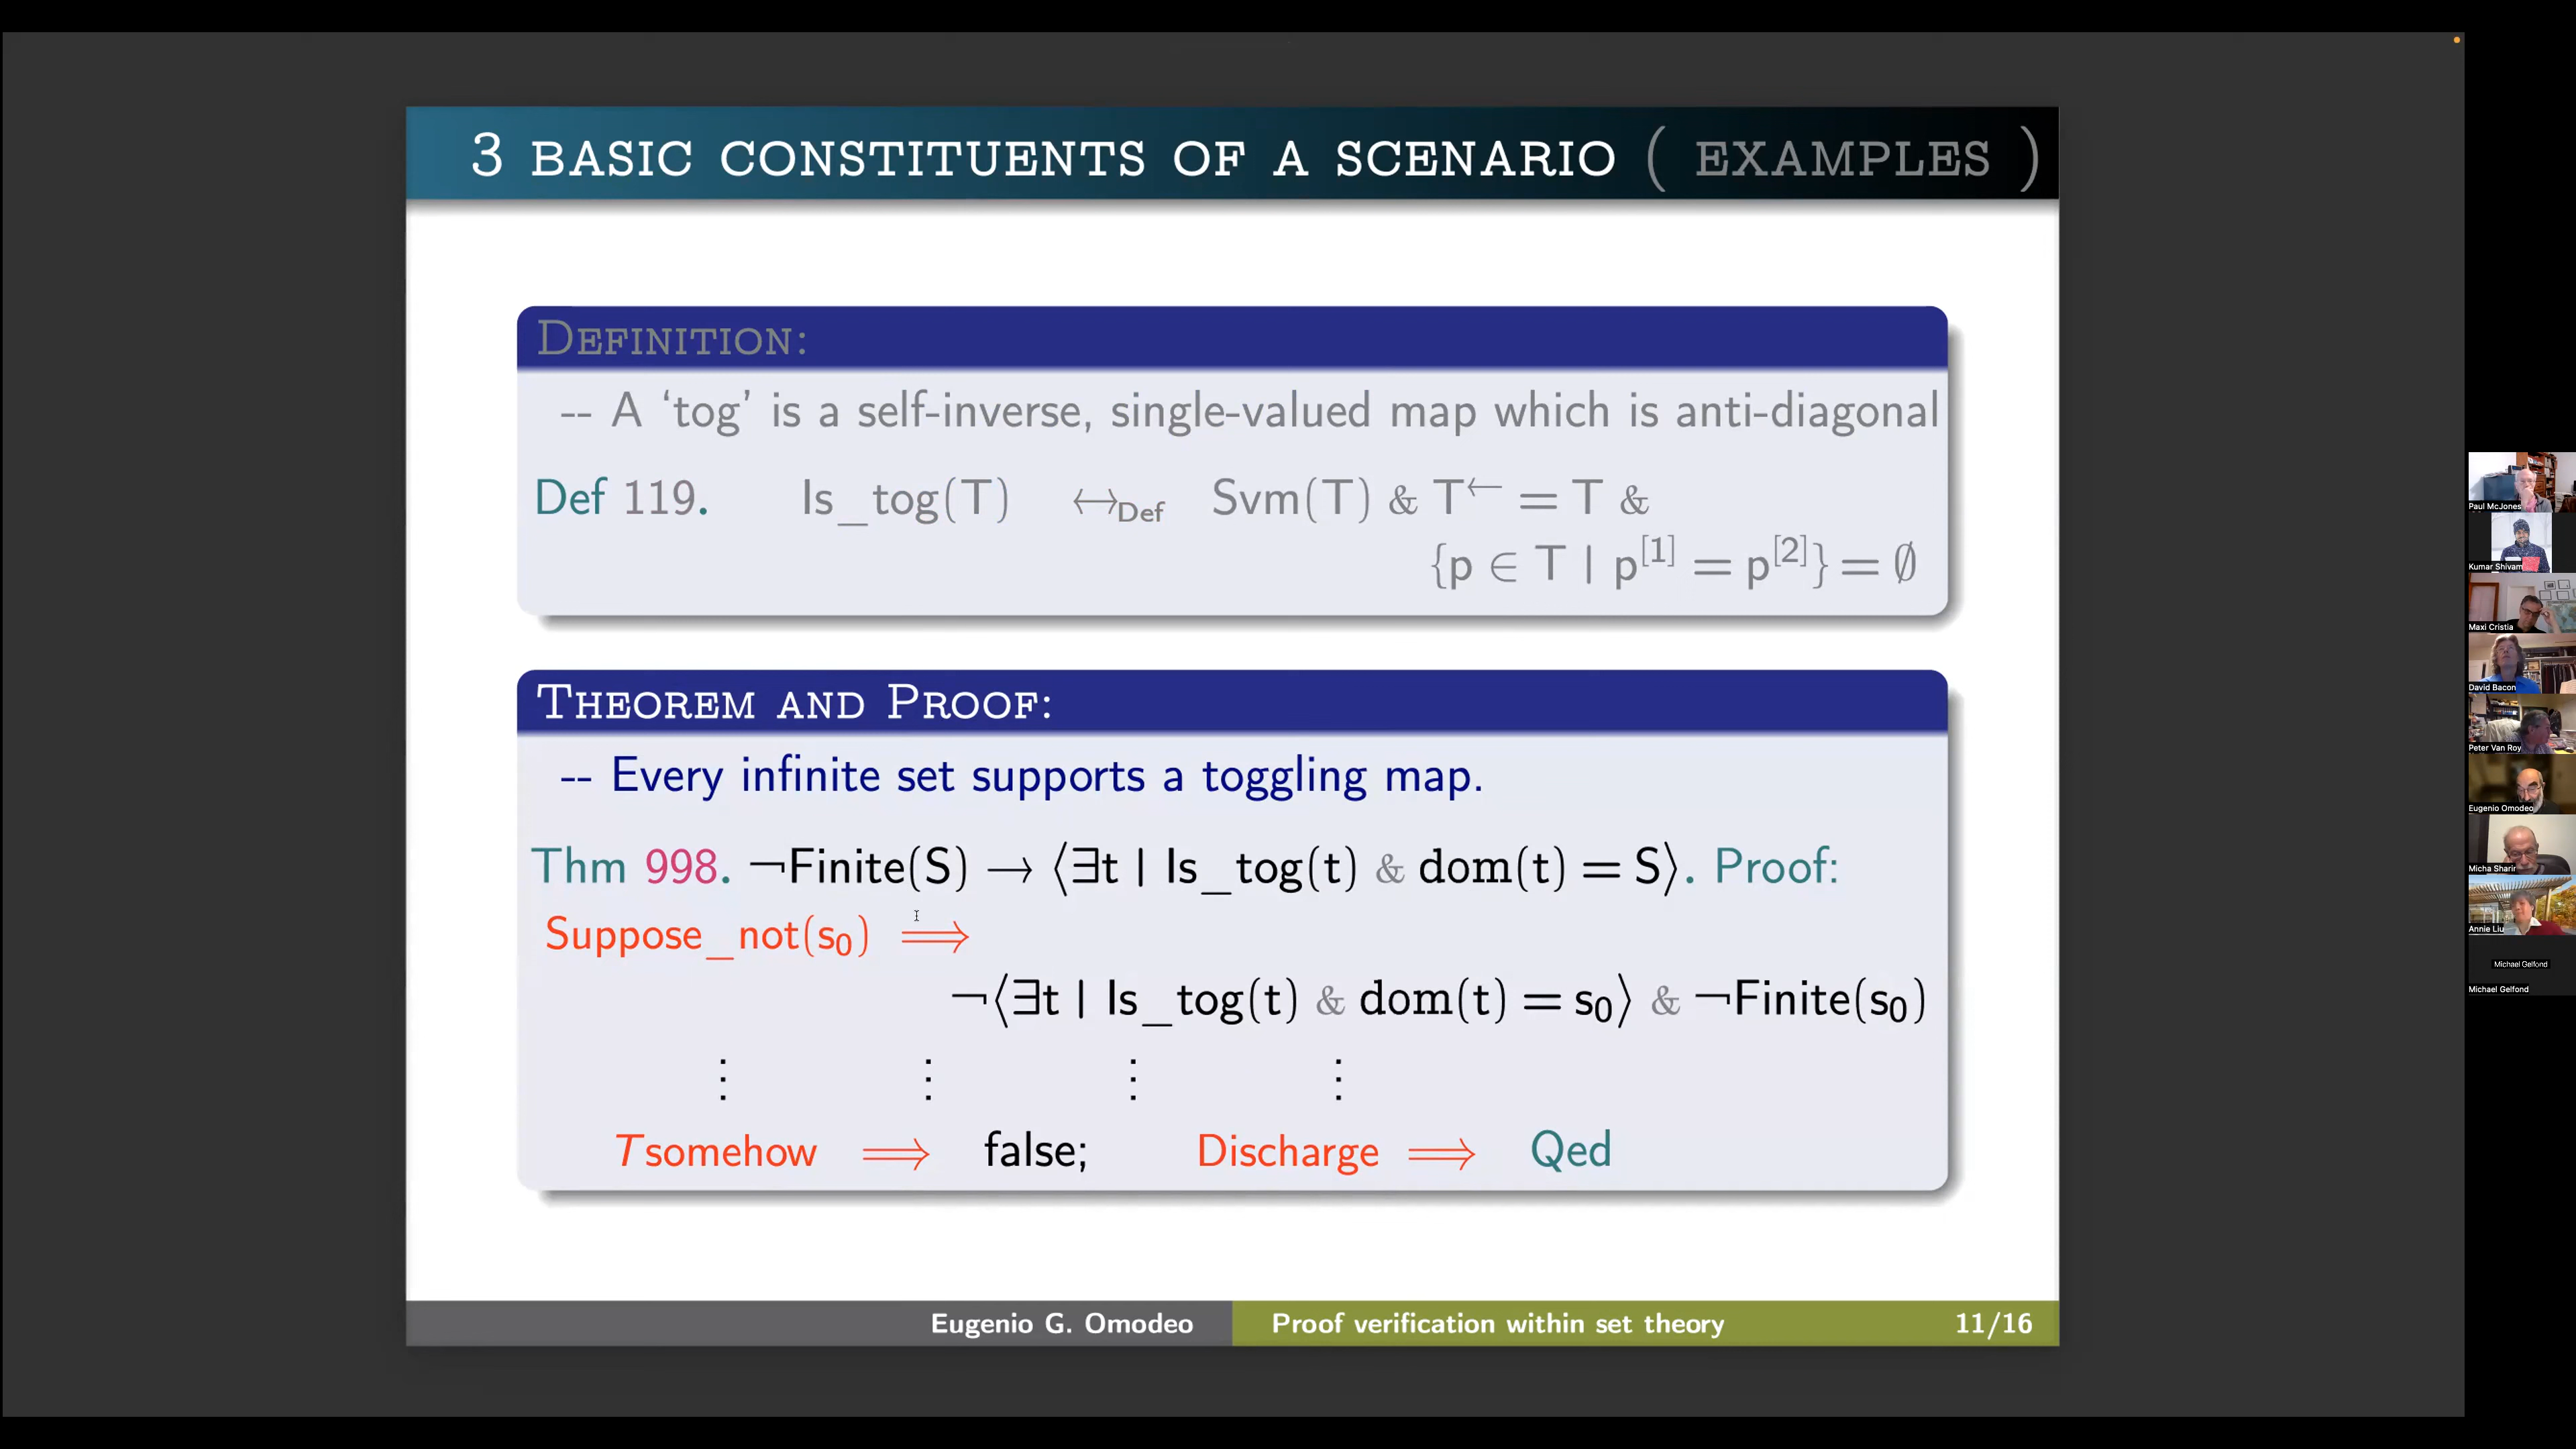 3 BASIC CONSTITUENTS OF A SCENARIO ( EXAMPLES )
DEFINITION:
-- A ‘tog’ is a self-inverse, single-valued map which is anti-diagonal
Def 119. Is_tog(T) ↔Def Svm(T) & T← = T &
{p ∈ T | p[1] = p[2]} = ∅
THEOREM AND PROOF:
-- Every infinite set supports a toggling map.
Thm 998. ¬Finite(S) → ⟨∃t | Is_tog(t) & dom(t) = S⟩. Proof:
Suppose_not(s₀) ⟹
¬⟨∃t | Is_tog(t) & dom(t) = s₀⟩ & ¬Finite(s₀)
⋮ ⋮ ⋮ ⋮
Tsomehow ⟹ false; Discharge ⟹ Qed
Eugenio G. Omodeo Proof verification within set theory 11/16
Paul McJones
Kumar Shivam
Maxi Cristia
David Bacon
Peter Van Roy
Eugenio Omodeo
Micha Sharir
Annie Liu
Michael Gelfond
Michael Gelfond